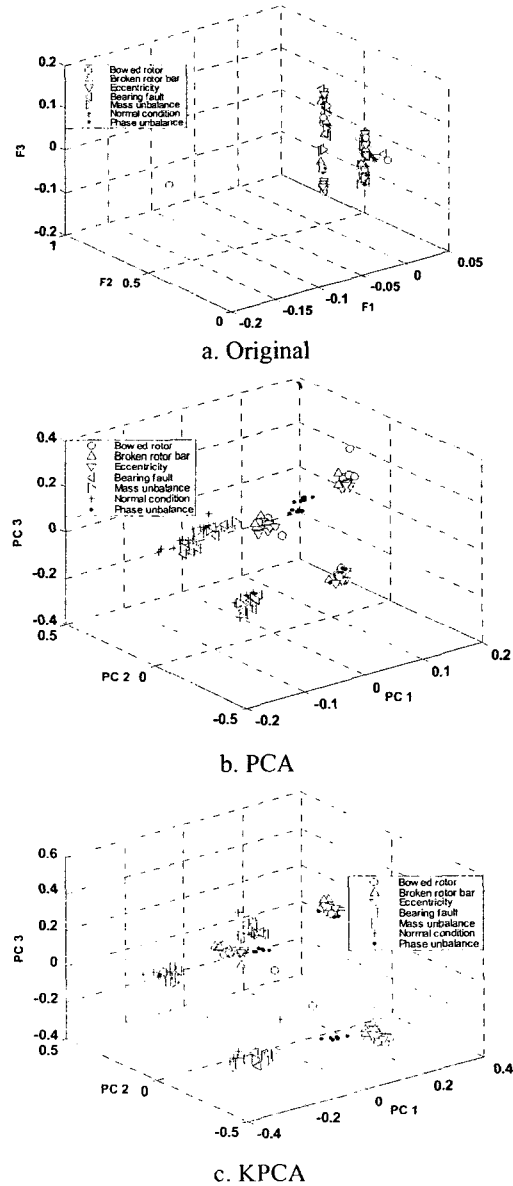 0.2
0.1
0
-0.1
-0.2
F3
Bowed rotor
Broken rotor bar
Eccentricity
Bearing fault
Mass unbalance
Normal condition
Phase unbalance
1
F2 0.5
0
-0.2
-0.15
-0.1
-0.05
0
0.05
F1
a. Original
0.4
0.2
0
-0.2
-0.4
PC 3
Bowed rotor
Broken rotor bar
Eccentricity
Bearing fault
Mass unbalance
Normal condition
Phase unbalance
0.5
PC 2 0
-0.5
-0.2
-0.1
0
0.1
0.2
PC 1
b. PCA
0.6
0.4
0.2
0
-0.2
-0.4
PC 3
Bowed rotor
Broken rotor bar
Eccentricity
Bearing fault
Mass unbalance
Normal condition
Phase unbalance
0.5
PC 2 0
-0.5
-0.4
-0.2
0
0.2
0.4
PC 1
c. KPCA